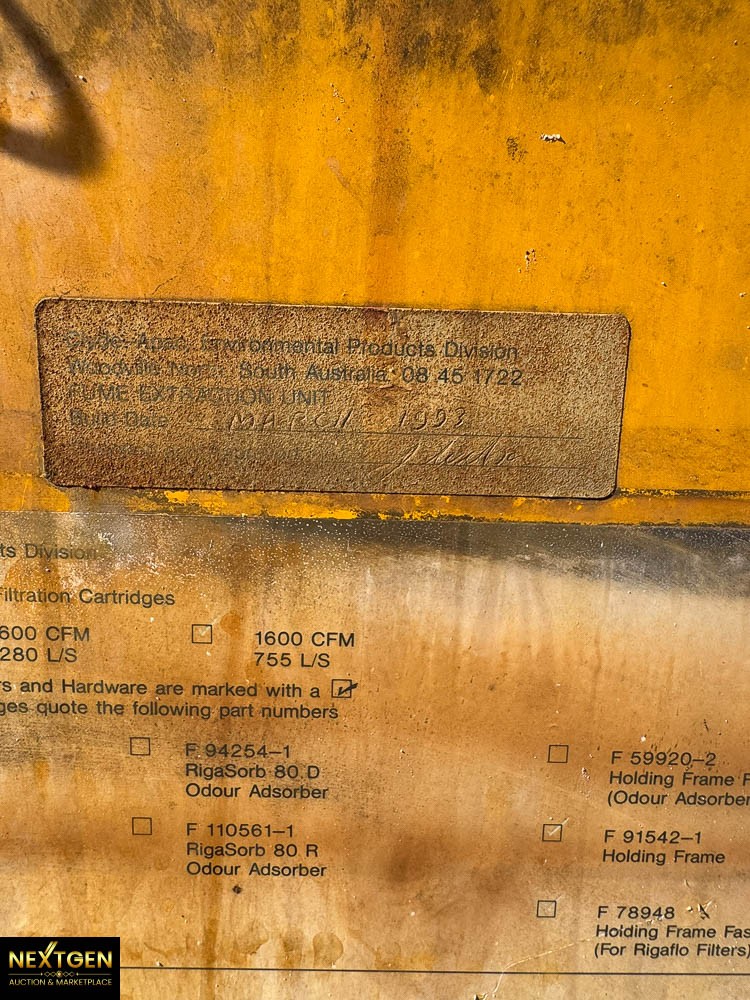 Clyde-Apac Environmental Products Division
Woodville North South Australia 08 45 1722
FUME EXTRACTION UNIT
Build Date MARCH 1993
ts Division
Filtration Cartridges
600 CFM
280 L/S
1600 CFM
755 L/S
rs and Hardware are marked with a
ges quote the following part numbers
F 94254-1
RigaSorb 80 D
Odour Adsorber
F 59920-2
Holding Frame F
(Odour Adsorber
F 110561-1
RigaSorb 80 R
Odour Adsorber
F 91542-1
Holding Frame
F 78948
Holding Frame Fas
(For Rigaflo Filters)
NEXTGEN
AUCTION & MARKETPLACE